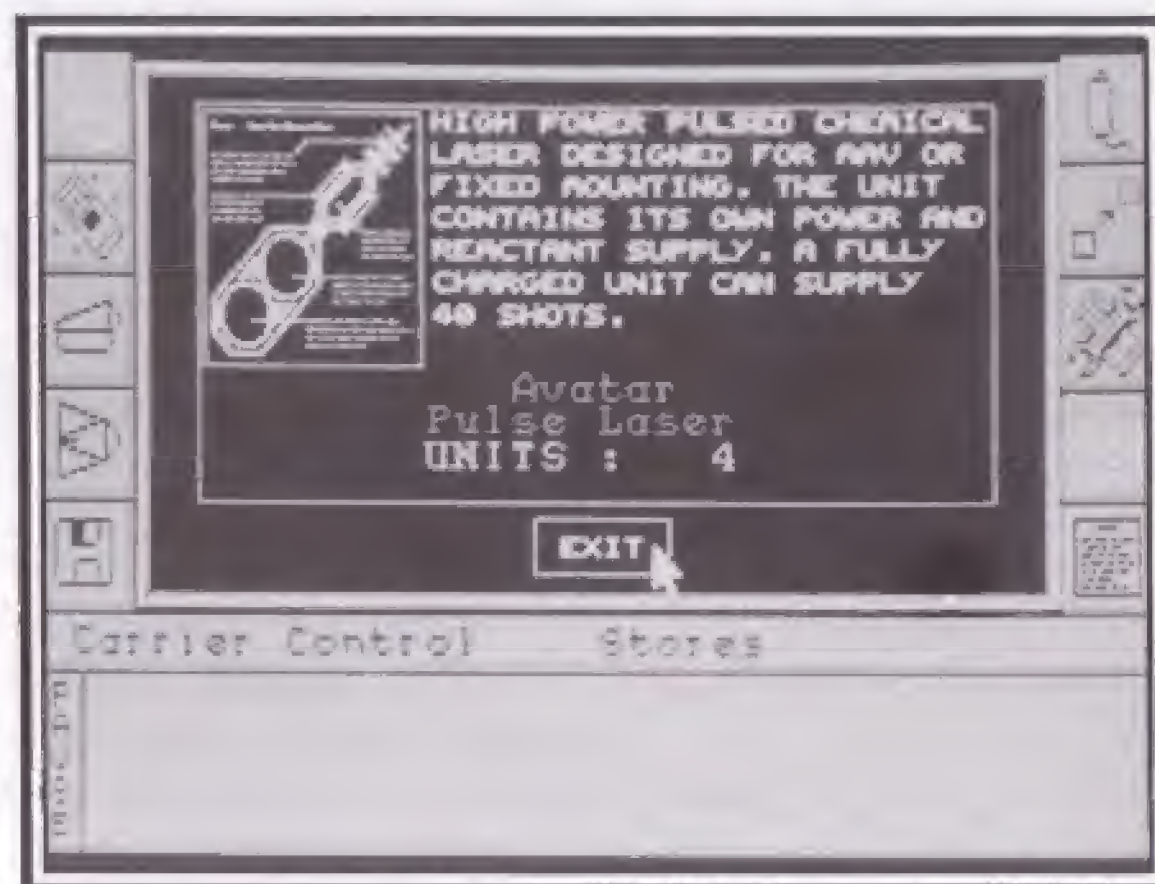 HIGH POWER PULSED CHEMICAL
LASER DESIGNED FOR AAV OR
FIXED MOUNTING. THE UNIT
CONTAINS ITS OWN POWER AND
REACTANT SUPPLY. A FULLY
CHARGED UNIT CAN SUPPLY
40 SHOTS.
Avatar
Pulse Laser
UNITS : 4
EXIT
Carrier Control Stores